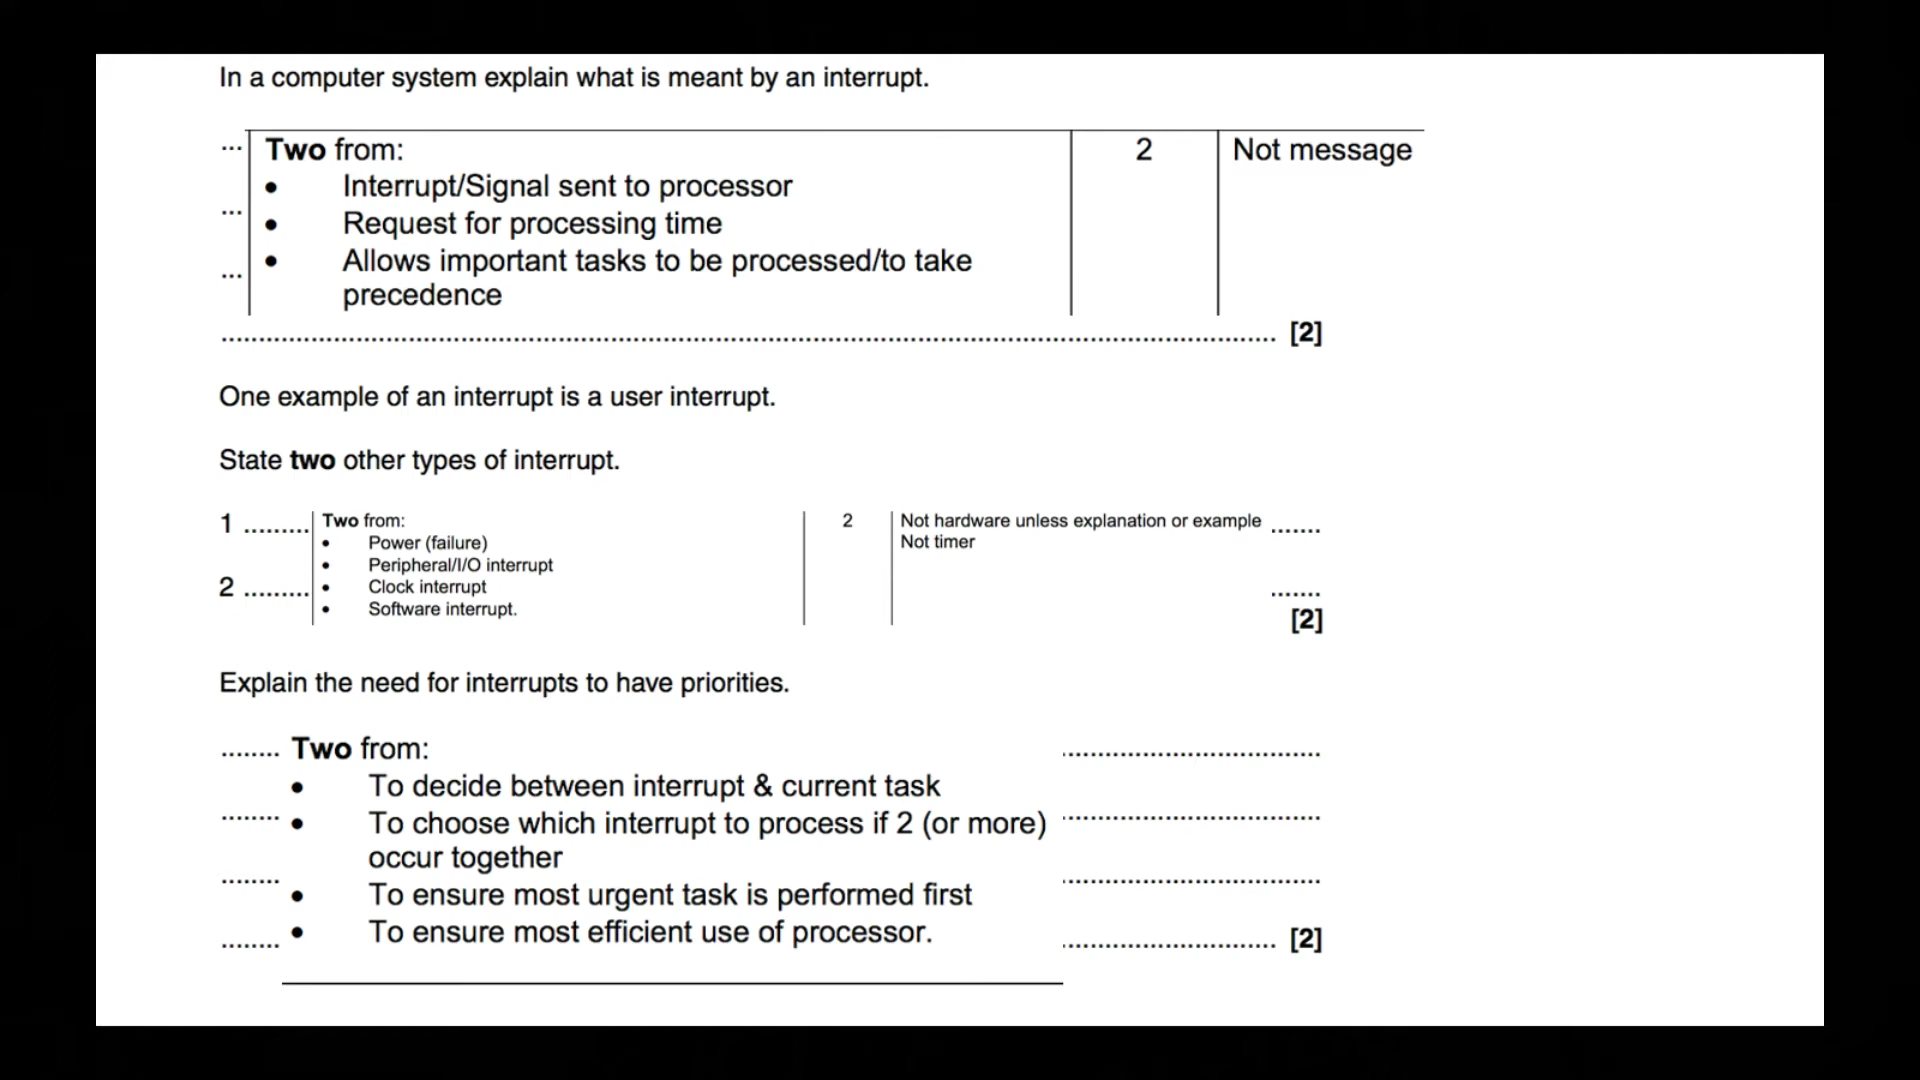 In a computer system explain what is meant by an interrupt.
... Two from: 2 Not message
• Interrupt/Signal sent to processor
... • Request for processing time
... • Allows important tasks to be processed/to take
precedence
.................................................................................................................................... [2]
One example of an interrupt is a user interrupt.
State two other types of interrupt.
1 ......... Two from: 2 Not hardware unless explanation or example .......
• Power (failure) Not timer
• Peripheral/I/O interrupt
2 ......... • Clock interrupt .......
• Software interrupt. [2]
Explain the need for interrupts to have priorities.
........ Two from: ..................................
• To decide between interrupt & current task
........ • To choose which interrupt to process if 2 (or more) ..................................
occur together
........ • To ensure most urgent task is performed first ..................................
........ • To ensure most efficient use of processor. ............................ [2]